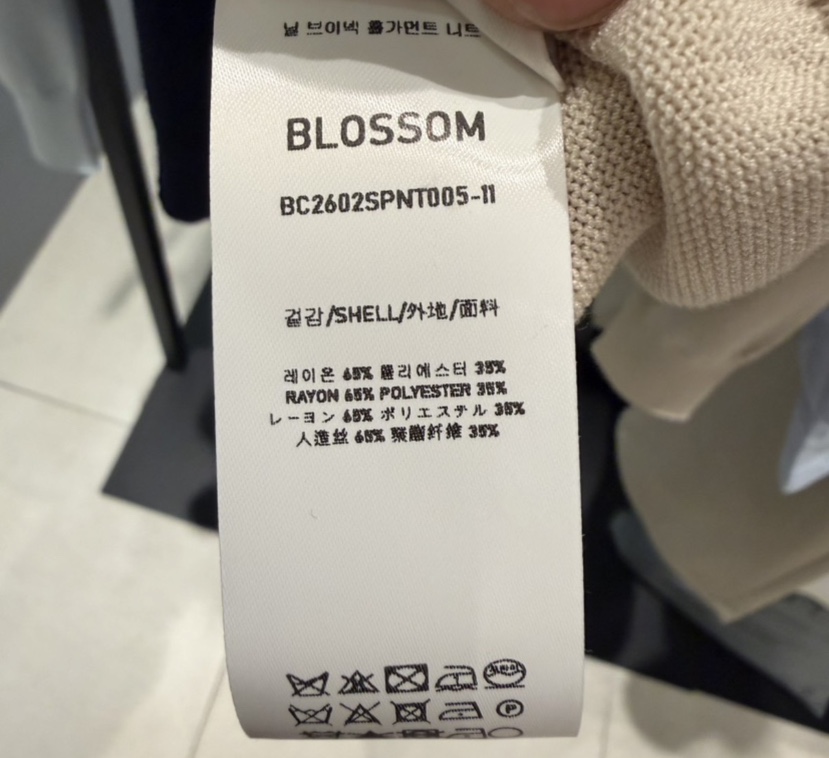 닐 브이넥 홀가먼트 니트
BLOSSOM
BC2602SPNT005-11
겉감/SHELL/外地/面料
레이온 65% 폴리에스터 35%
RAYON 65% POLYESTER 35%
レーヨン 65% ポリエステル 35%
人造丝 65% 聚酯纤维 35%
P